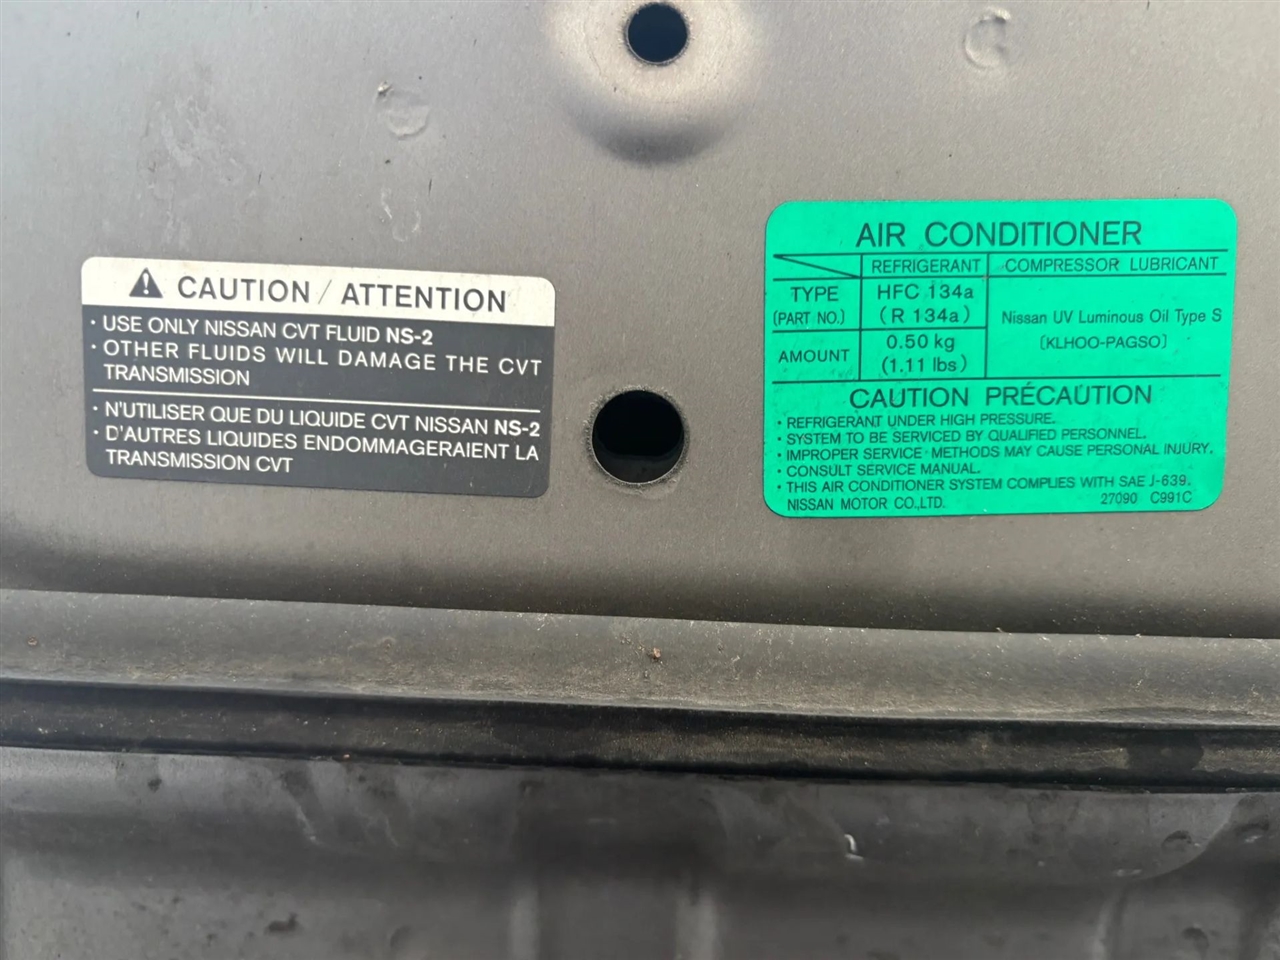 CAUTION / ATTENTION
· USE ONLY NISSAN CVT FLUID NS-2
· OTHER FLUIDS WILL DAMAGE THE CVT
TRANSMISSION
· N'UTILISER QUE DU LIQUIDE CVT NISSAN NS-2
· D'AUTRES LIQUIDES ENDOMMAGERAIENT LA
TRANSMISSION CVT
AIR CONDITIONER
REFRIGERANT COMPRESSOR LUBRICANT
TYPE
(PART NO.)
HFC 134a
(R 134a)
Nissan UV Luminous Oil Type S
[KLHOO-PAGSO]
AMOUNT
0.50 kg
(1.11 lbs)
CAUTION PRÉCAUTION
· REFRIGERANT UNDER HIGH PRESSURE.
· SYSTEM TO BE SERVICED BY QUALIFIED PERSONNEL.
· IMPROPER SERVICE METHODS MAY CAUSE PERSONAL INJURY.
· CONSULT SERVICE MANUAL.
· THIS AIR CONDITIONER SYSTEM COMPLIES WITH SAE J-639.
NISSAN MOTOR CO.,LTD. 27090 C991C